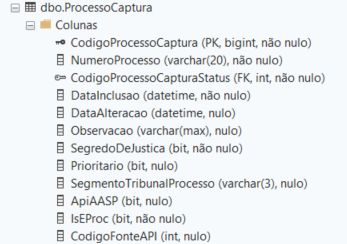 dbo.ProcessoCaptura
Colunas
CodigoProcessoCaptura (PK, bigint, não nulo)
NumeroProcesso (varchar(20), não nulo)
CodigoProcessoCapturaStatus (FK, int, não nulo)
DataInclusao (datetime, não nulo)
DataAlteracao (datetime, nulo)
Observacao (varchar(max), nulo)
SegredoDeJustica (bit, não nulo)
Prioritario (bit, nulo)
SegmentoTribunalProcesso (varchar(3), nulo)
ApiAASP (bit, nulo)
IsEProc (bit, não nulo)
CodigoFonteAPI (int, nulo)